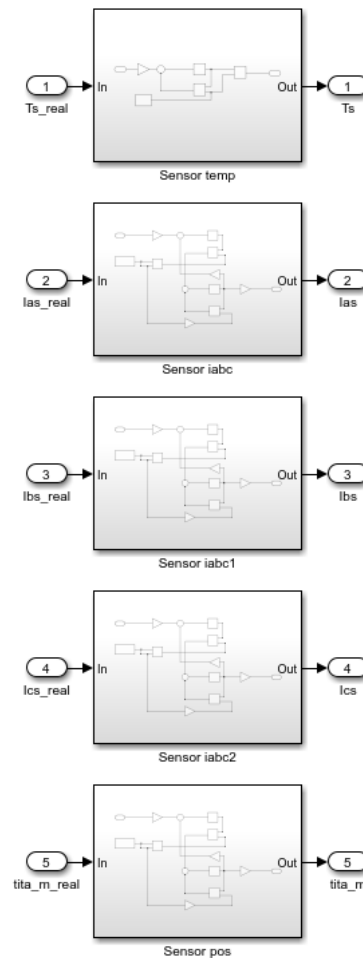 1
In
Out
1
Ts_real
Ts
Sensor temp
2
In
Out
2
Ias_real
Ias
Sensor iabc
3
In
Out
3
Ibs_real
Ibs
Sensor iabc1
4
In
Out
4
Ics_real
Ics
Sensor iabc2
5
In
Out
5
tita_m_real
tita_m
Sensor pos